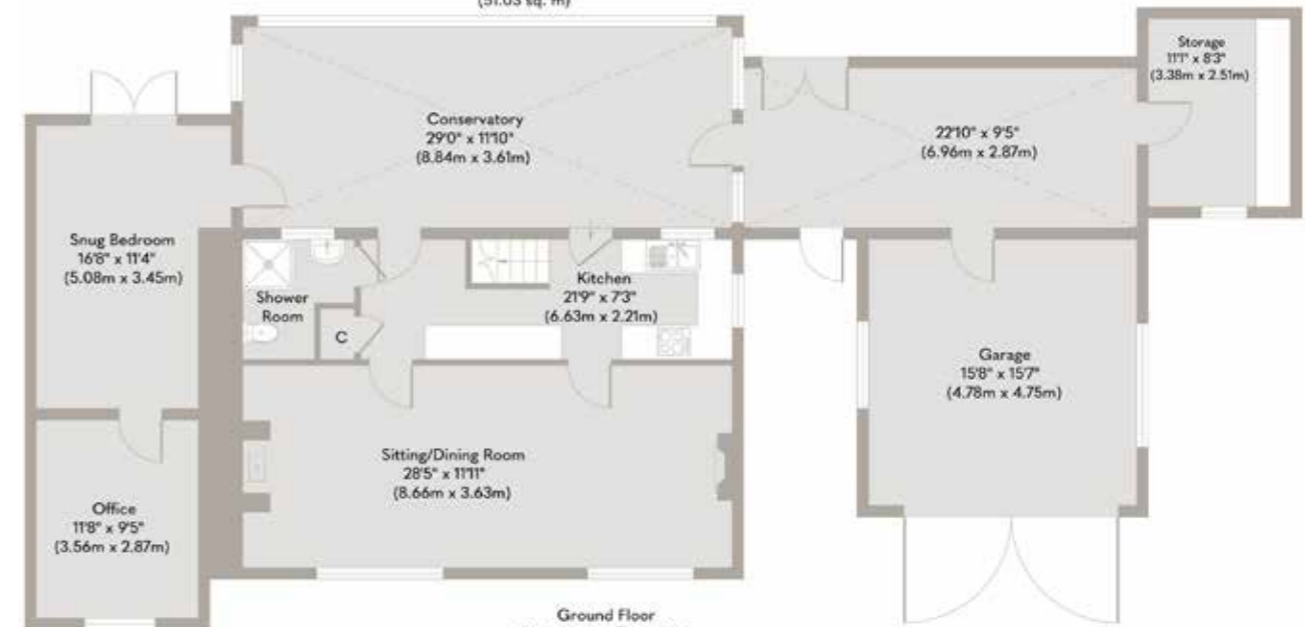 (51.03 sq. m)
Storage
11'1" x 8'3"
(3.38m x 2.51m)
Conservatory
29'0" x 11'10"
(8.84m x 3.61m)
22'10" x 9'5"
(6.96m x 2.87m)
Snug Bedroom
16'8" x 11'4"
(5.08m x 3.45m)
Shower
Room
C
Kitchen
21'9" x 7'3"
(6.63m x 2.21m)
Garage
15'8" x 15'7"
(4.78m x 4.75m)
Sitting/Dining Room
28'5" x 11'11"
(8.66m x 3.63m)
Office
11'8" x 9'5"
(3.56m x 2.87m)
Ground Floor